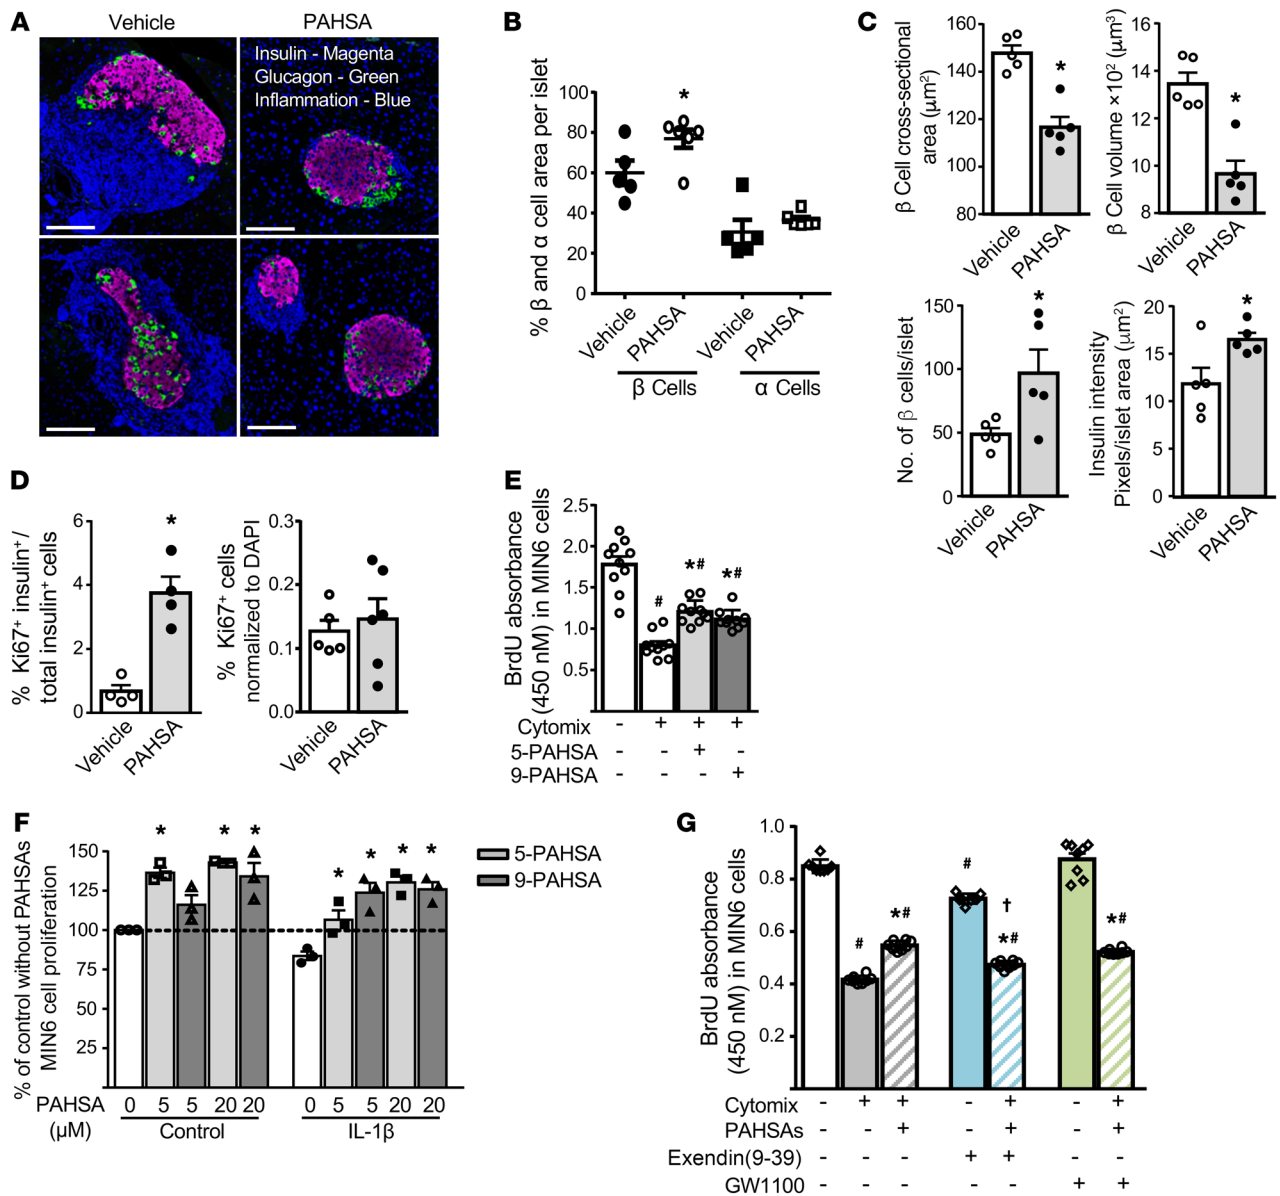 A
Vehicle
PAHSA
Insulin - Magenta
Glucagon - Green
Inflammation - Blue
B
% β and α cell area per islet
100
80
60
40
20
0
*
Vehicle
PAHSA
Vehicle
PAHSA
β Cells
α Cells
C
β Cell cross-sectional
area (μm²)
160
140
120
100
80
*
Vehicle
PAHSA
β Cell volume ×10² (μm³)
16
14
12
10
8
*
Vehicle
PAHSA
No. of β cells/islet
150
100
50
0
*
Vehicle
PAHSA
Insulin intensity
Pixels/islet area (μm²)
20
15
10
5
0
*
Vehicle
PAHSA
D
% Ki67⁺ insulin⁺/
total insulin⁺ cells
6
4
2
0
*
Vehicle
PAHSA
% Ki67⁺ cells
normalized to DAPI
0.3
0.2
0.1
0.0
Vehicle
PAHSA
E
BrdU absorbance
(450 nM) in MIN6 cells
2.5
2.0
1.5
1.0
0.5
#
*#
*#
Cytomix - + + +
5-PAHSA - - + -
9-PAHSA - - - +
F
% of control without PAHSAs
MIN6 cell proliferation
150
125
100
75
50
25
* * * * * * *
5-PAHSA
9-PAHSA
PAHSA 0 5 5 20 20 0 5 5 20 20
(μM) Control IL-1β
G
BrdU absorbance
(450 nM) in MIN6 cells
1.0
0.8
0.6
0.4
0.2
#
*#
#
†
*#
*#
Cytomix - + + - + - +
PAHSAs - - + - + - +
Exendin(9-39) - - - + + - -
GW1100 - - - - - + +